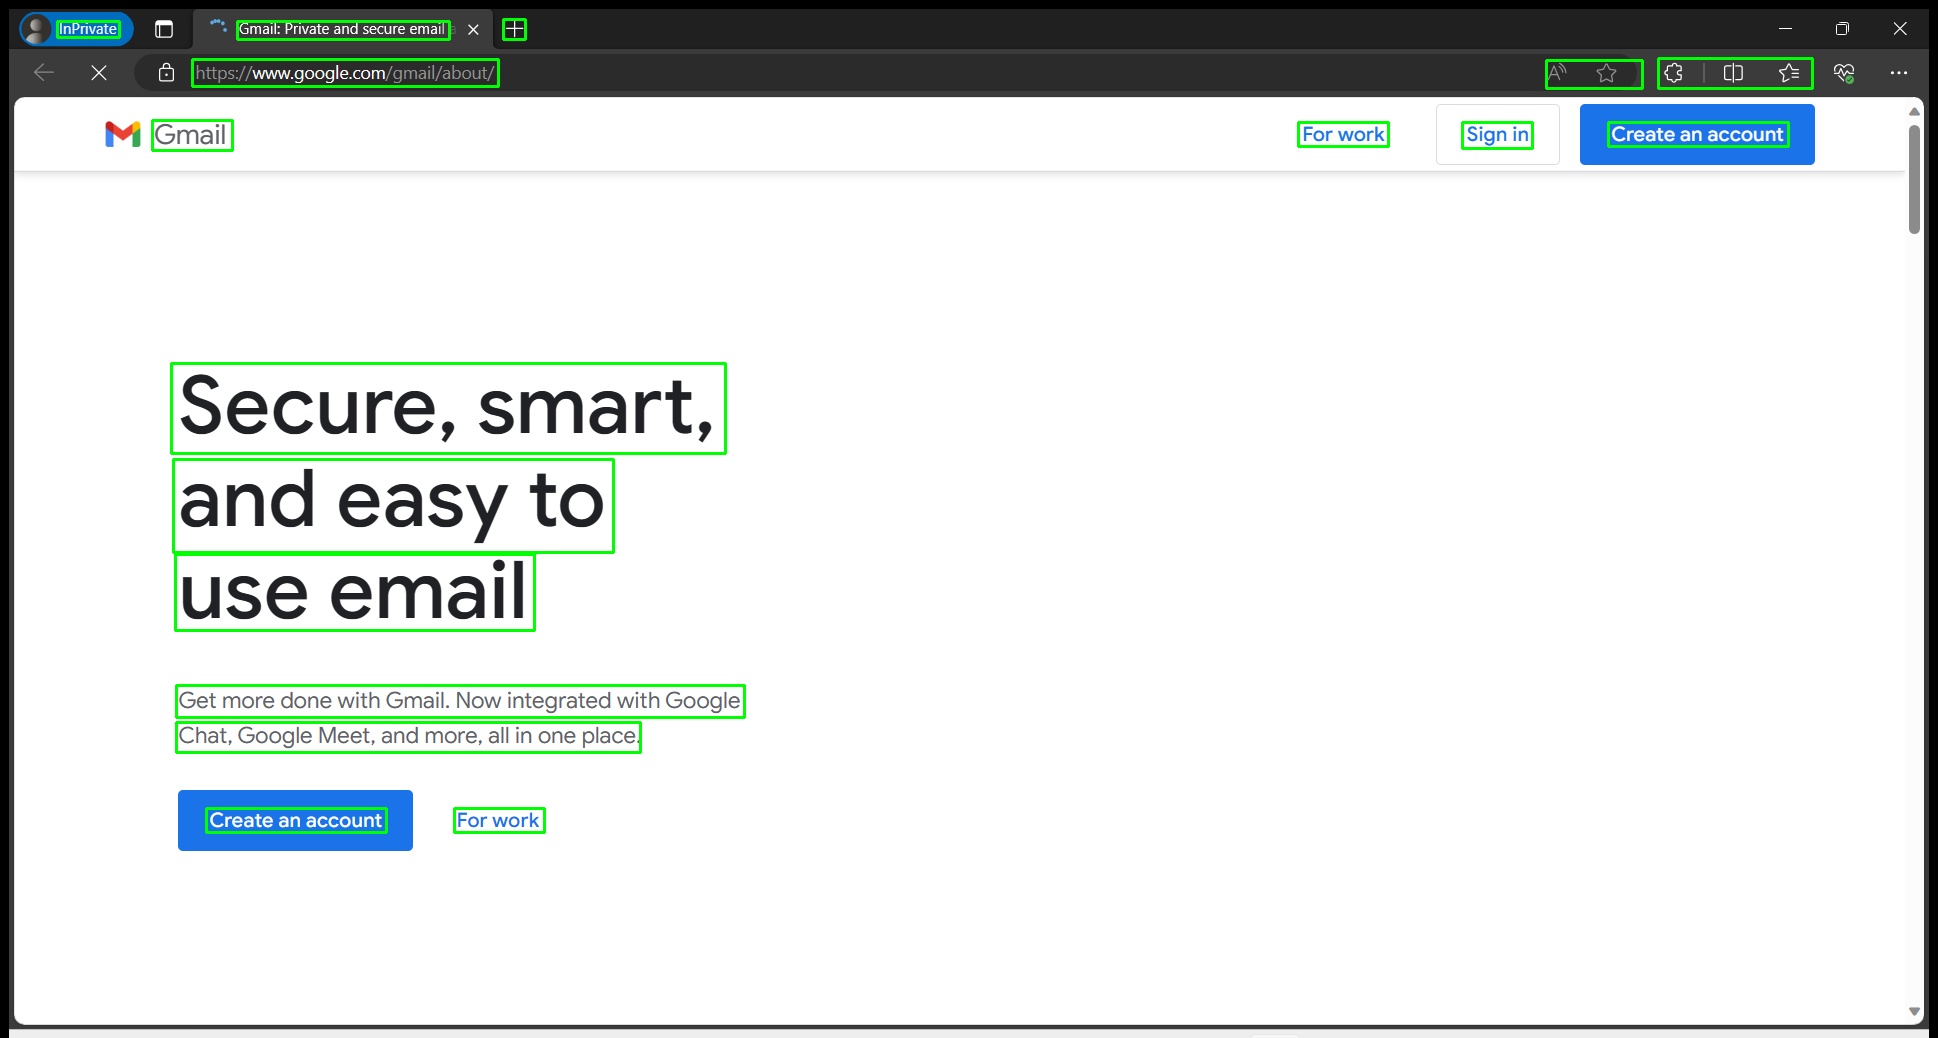 InPrivate
Gmail: Private and secure email
https://www.google.com/gmail/about/
Gmail
For work
Sign in
Create an account
Secure, smart,
and easy to
use email
Get more done with Gmail. Now integrated with Google
Chat, Google Meet, and more, all in one place.
Create an account
For work